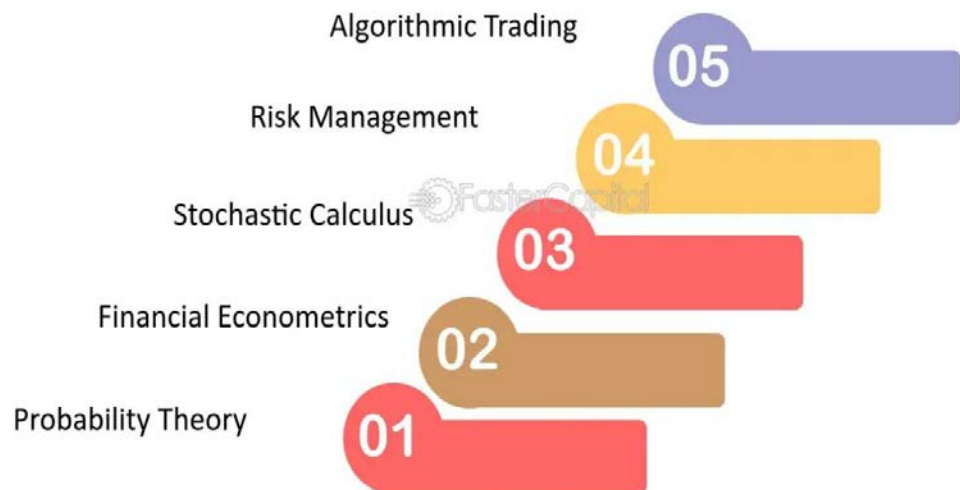 Algorithmic Trading
05
Risk Management
04
FasterCapital
Stochastic Calculus
03
Financial Econometrics
02
Probability Theory
01